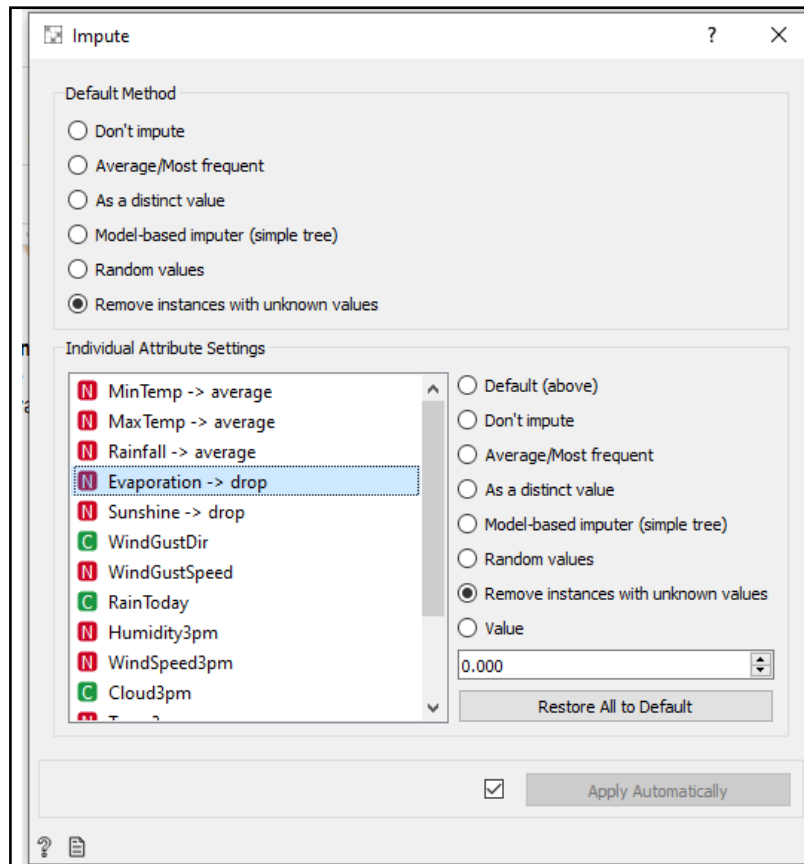 Impute
?
Default Method
Don't impute
Average/Most frequent
As a distinct value
Model-based imputer (simple tree)
Random values
Remove instances with unknown values
Individual Attribute Settings
N MinTemp -> average
N MaxTemp -> average
N Rainfall -> average
N Evaporation -> drop
N Sunshine -> drop
C WindGustDir
N WindGustSpeed
C RainToday
N Humidity3pm
N WindSpeed3pm
C Cloud3pm
Default (above)
Don't impute
Average/Most frequent
As a distinct value
Model-based imputer (simple tree)
Random values
Remove instances with unknown values
Value
0.000
Restore All to Default
Apply Automatically
?